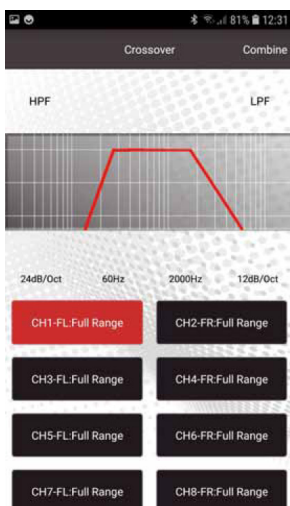 81% 12:31
Crossover Combine
HPF LPF
24dB/Oct 60Hz 2000Hz 12dB/Oct
CH1-FL:Full Range CH2-FR:Full Range
CH3-FL:Full Range CH4-FR:Full Range
CH5-FL:Full Range CH6-FR:Full Range
CH7-FL:Full Range CH8-FR:Full Range